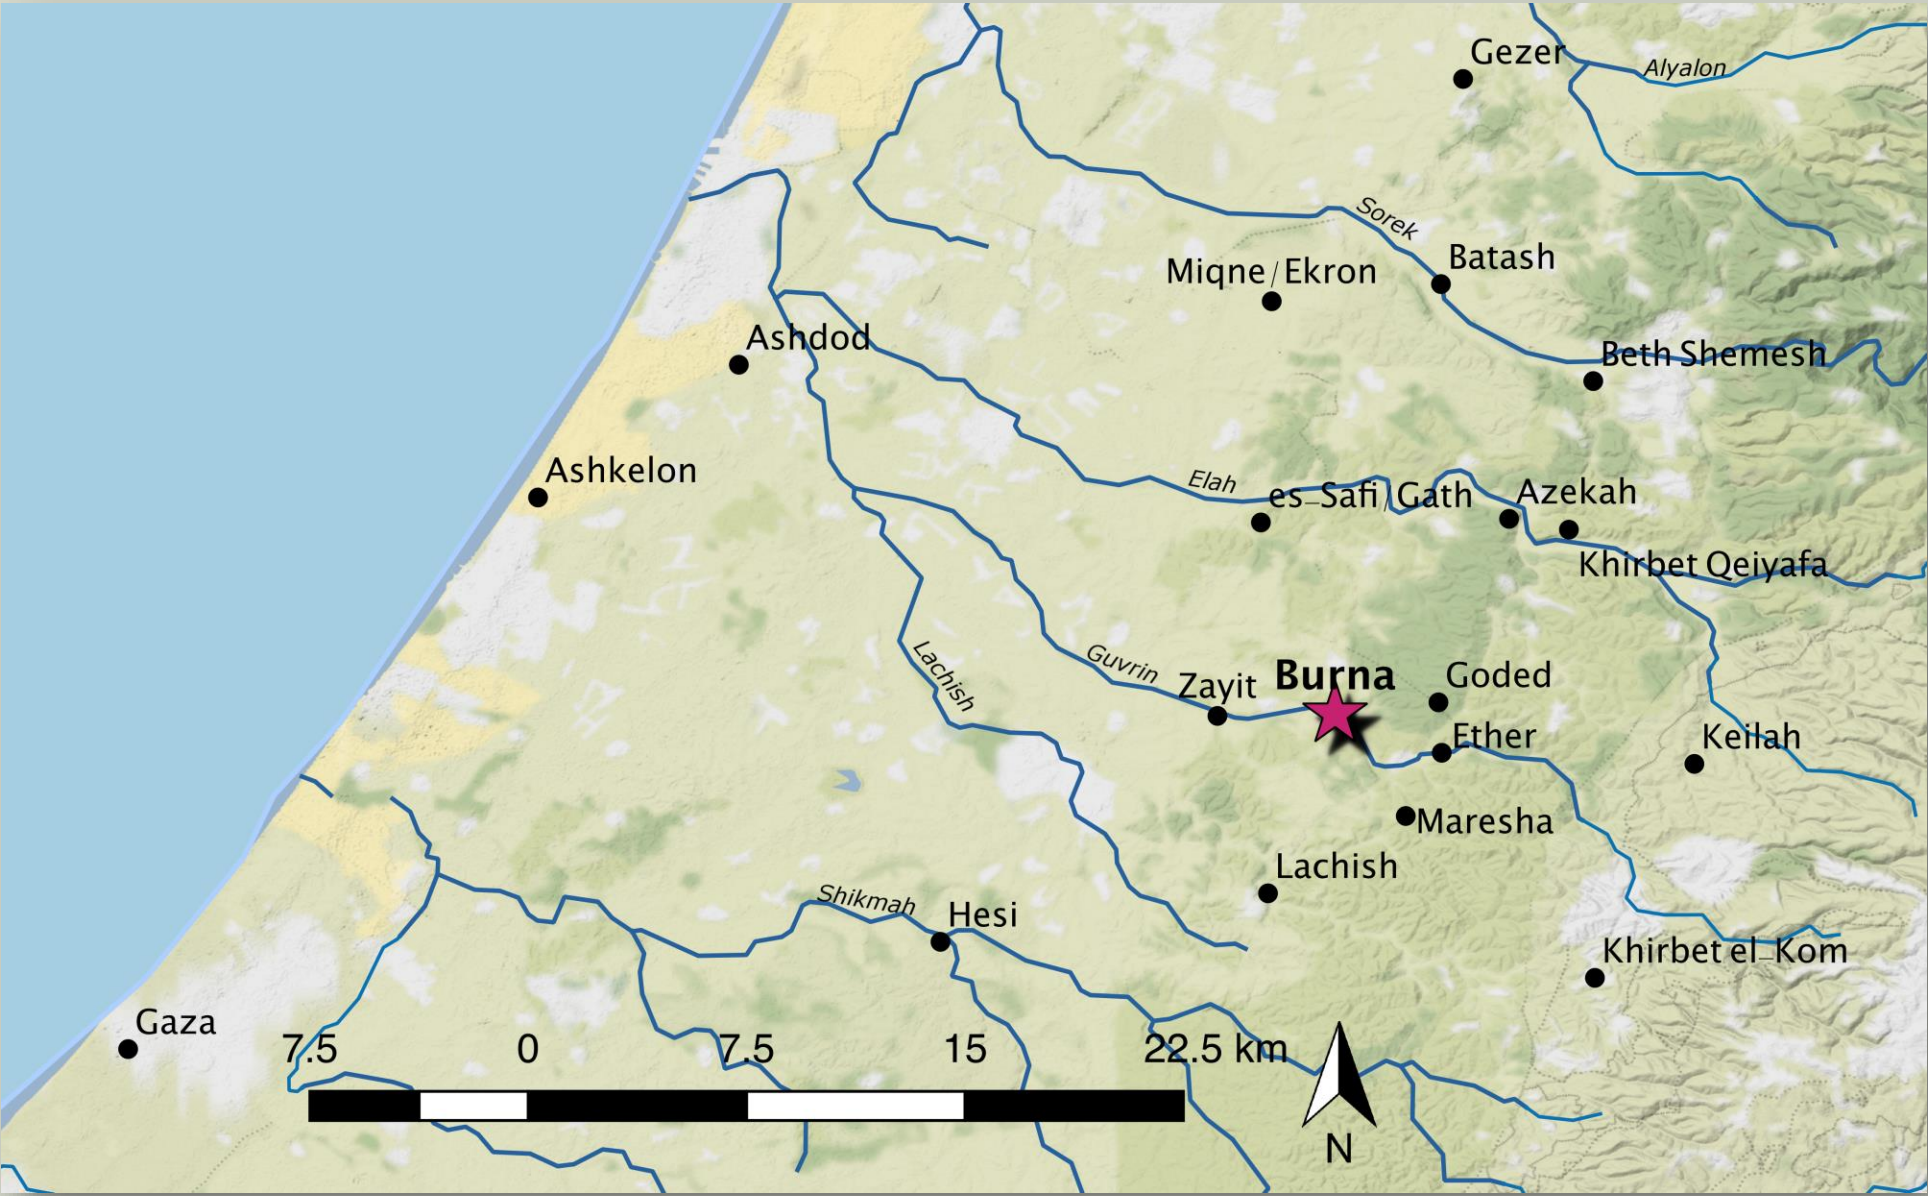 Gezer
Alyalon
Sorek
Batash
Miqne/Ekron
Ashdod
Beth Shemesh
Ashkelon
Elah
es-Safi/Gath
Azekah
Khirbet Qeiyafa
Lachish
Guvrin
Zayit
Burna
Goded
Ether
Keilah
Maresha
Lachish
Shikmah
Hesi
Khirbet el-Kom
Gaza
7.5 0 7.5 15 22.5 km
N